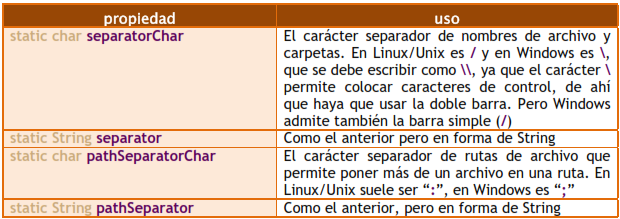 propiedad uso
static char separatorChar El carácter separador de nombres de archivo y
carpetas. En Linux/Unix es / y en Windows es \,
que se debe escribir como \\, ya que el carácter \
permite colocar caracteres de control, de ahí
que haya que usar la doble barra. Pero Windows
admite también la barra simple (/)
static String separator Como el anterior pero en forma de String
static char pathSeparatorChar El carácter separador de rutas de archivo que
permite poner más de un archivo en una ruta. En
Linux/Unix suele ser “:”, en Windows es “;”
static String pathSeparator Como el anterior, pero en forma de String